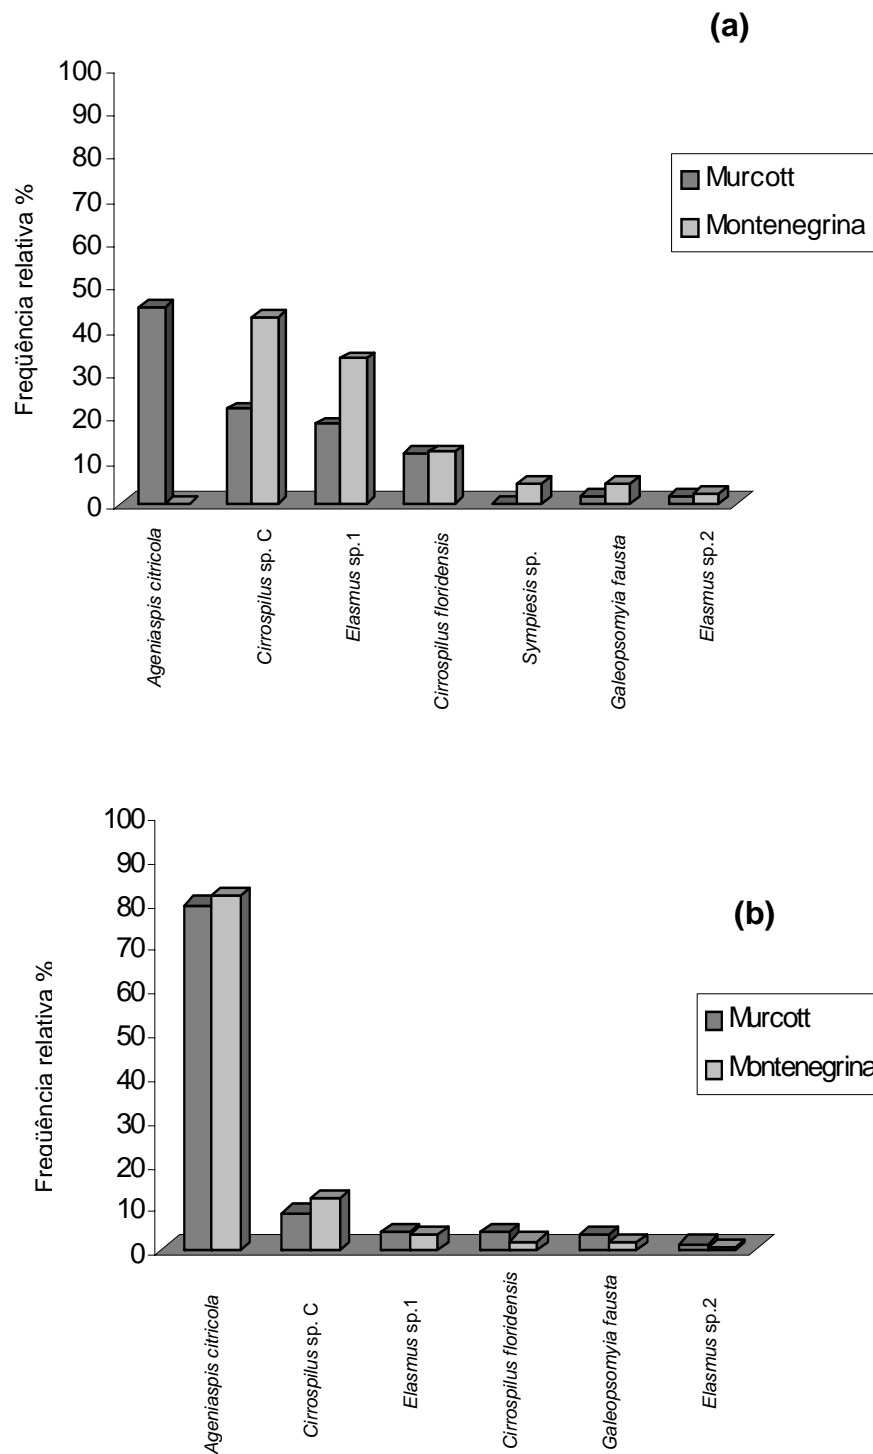 (a)
100
90
80
70
60
50
40
30
20
10
0
Freqüência relativa %
Murcott
Montenegrina
Ageniaspis citricola
Cirrospilus sp. C
Elasmus sp.1
Cirrospilus floridensis
Sympiesis sp.
Galeopsomyia fausta
Elasmus sp.2
(b)
100
90
80
70
60
50
40
30
20
10
0
Freqüência relativa %
Murcott
Montenegrina
Ageniaspis citricola
Cirrospilus sp. C
Elasmus sp.1
Cirrospilus floridensis
Galeopsomyia fausta
Elasmus sp.2